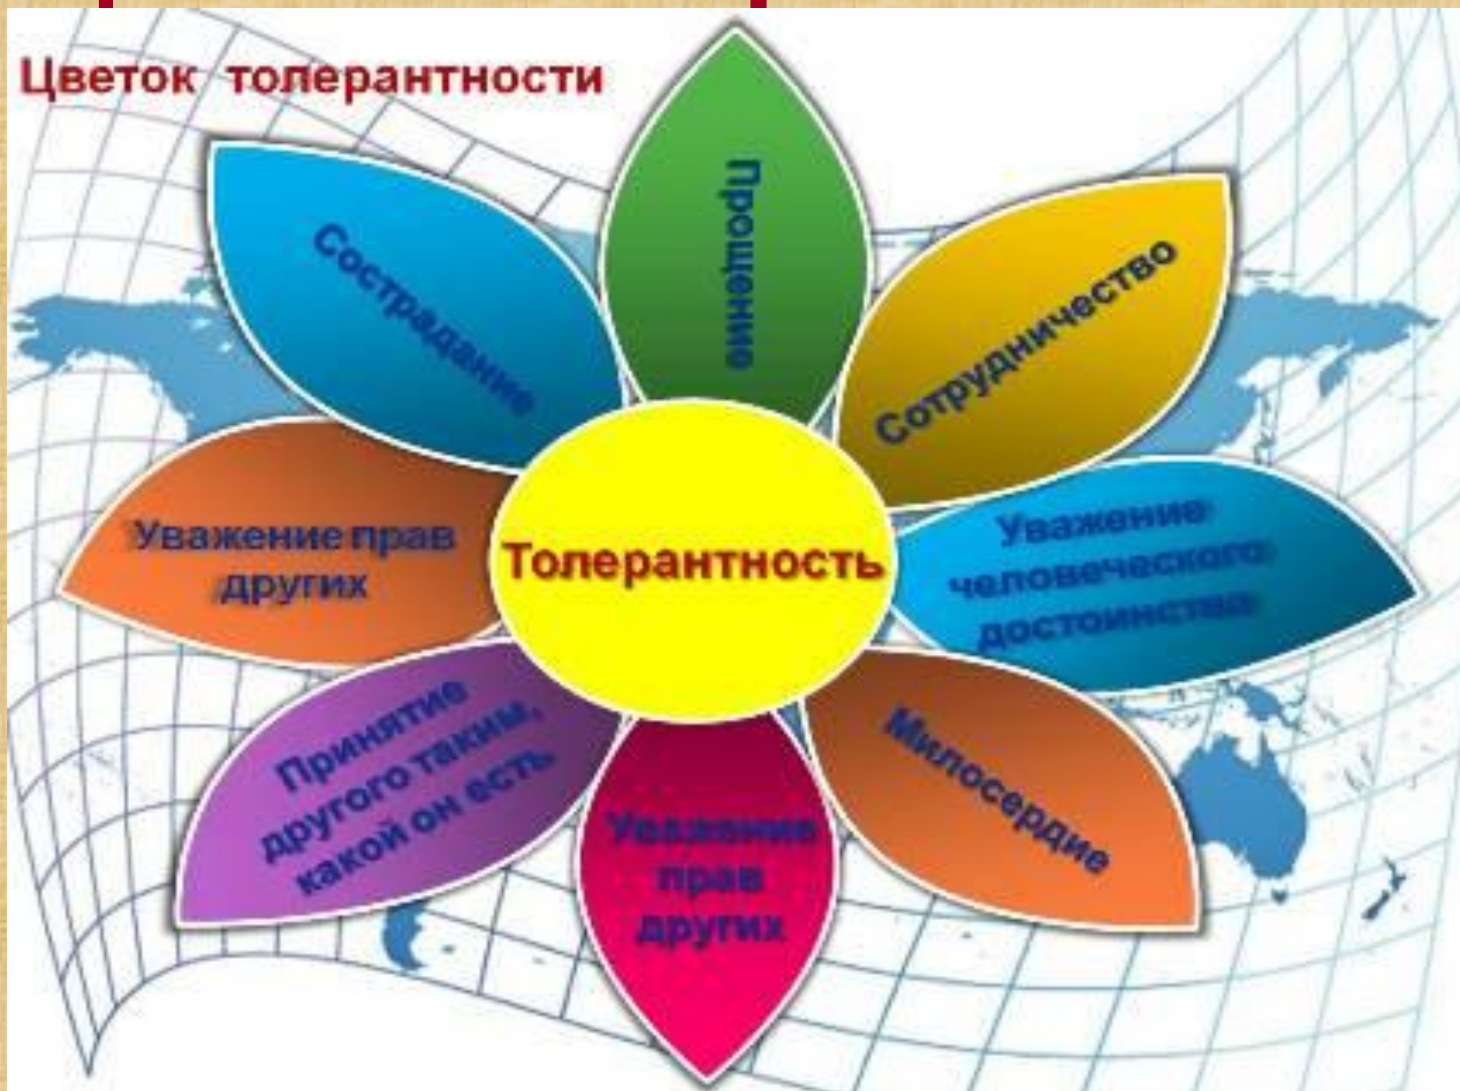 Цветок толерантности
Прощение
Сотрудничество
Уважение
человеческого
достоинства
Милосердие
Уважение
прав
других
Принятие
другого таким,
какой он есть
Уважение прав
других
Сострадание
Толерантность